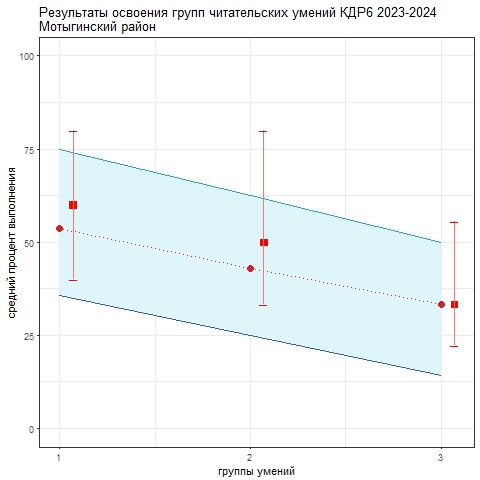 Результаты освоения групп читательских умений КДР6 2023-2024
Мотыгинский район
100
75
50
25
0
средний процент выполнения
1
2
3
группы умений